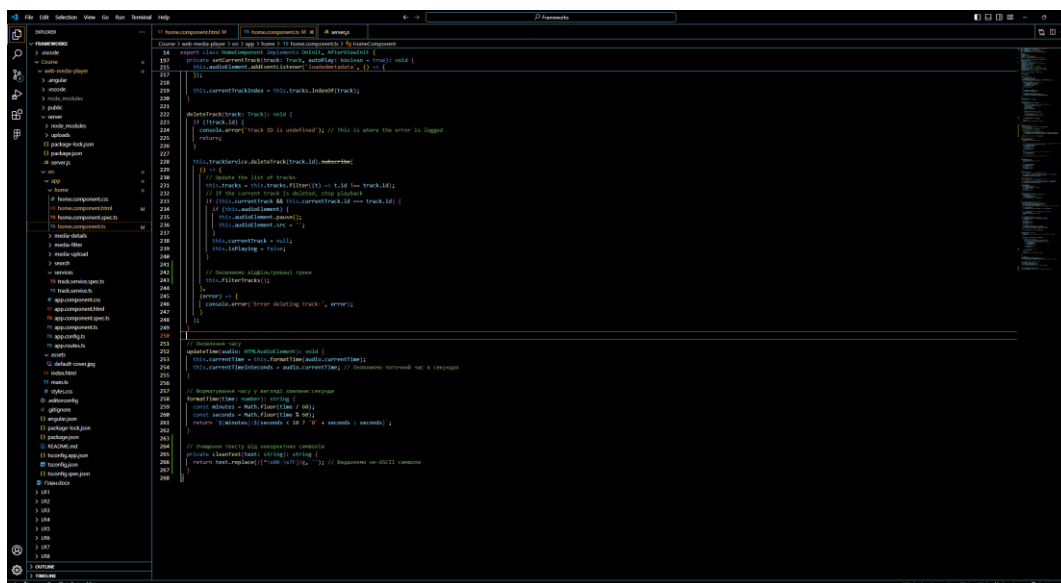 File Edit Selection View Go Run Terminal Help
Frameworks
EXPLORER
FRAMEWORKS
.vscode
Course
web-media-player
.angular
.vscode
node_modules
public
server
node_modules
uploads
package-lock.json
package.json
server.js
src
app
home
home.component.css
home.component.html M
home.component.spec.ts
home.component.ts M
media-details
media-filter
media-upload
search
services
track.service.spec.ts
track.service.ts
app.component.css
app.component.html
app.component.spec.ts
app.component.ts
app.config.ts
app.routes.ts
assets
default-cover.jpg
index.html
main.ts
styles.css
.editorconfig
.gitignore
angular.json
package-lock.json
package.json
README.md
tsconfig.app.json
tsconfig.json
tsconfig.spec.json
План.docx
LR1
LR2
LR3
LR4
LR5
LR6
LR7
LR8
OUTLINE
TIMELINE
home.component.html M
home.component.ts M
server.js
Course > web-media-player > src > app > home > home.component.ts > HomeComponent
14 export class HomeComponent implements OnInit, AfterViewInit {
197 private setCurrentTrack(track: Track, autoPlay: boolean = true): void {
215 this.audioElement.addEventListener('loadedmetadata', () => {
217 });
218
219 this.currentTrackIndex = this.tracks.indexOf(track);
220 }
221
222 deleteTrack(track: Track): void {
223 if (!track.id) {
224 console.error('Track ID is undefined'); // This is where the error is logged
225 return;
226 }
227
228 this.trackService.deleteTrack(track.id).subscribe(
229 () => {
230 // Update the list of tracks
231 this.tracks = this.tracks.filter((t) => t.id !== track.id);
232 // If the current track is deleted, stop playback
233 if (this.currentTrack && this.currentTrack.id === track.id) {
234 if (this.audioElement) {
235 this.audioElement.pause();
236 this.audioElement.src = '';
237 }
238 this.currentTrack = null;
239 this.isPlaying = false;
240 }
241
242 // Оновлюємо відфільтровані треки
243 this.filterTracks();
244 },
245 (error) => {
246 console.error('Error deleting track:', error);
247 }
248 );
249 }
250
251 // Оновлення часу
252 updateTime(audio: HTMLAudioElement): void {
253 this.currentTime = this.formatTime(audio.currentTime);
254 this.currentTimeInSeconds = audio.currentTime; // Оновлюємо поточний час в секундах
255 }
256
257 // Форматування часу у вигляді хвилини:секунди
258 formatTime(time: number): string {
259 const minutes = Math.floor(time / 60);
260 const seconds = Math.floor(time % 60);
261 return `${minutes}:${seconds < 10 ? '0' + seconds : seconds}`;
262 }
263
264 // Очищення тексту від некоректних символів
265 private cleanText(text: string): string {
266 return text.replace(/[^\x00-\x7F]/g, ''); // Видаляємо не-ASCII символи
267 }
268 }